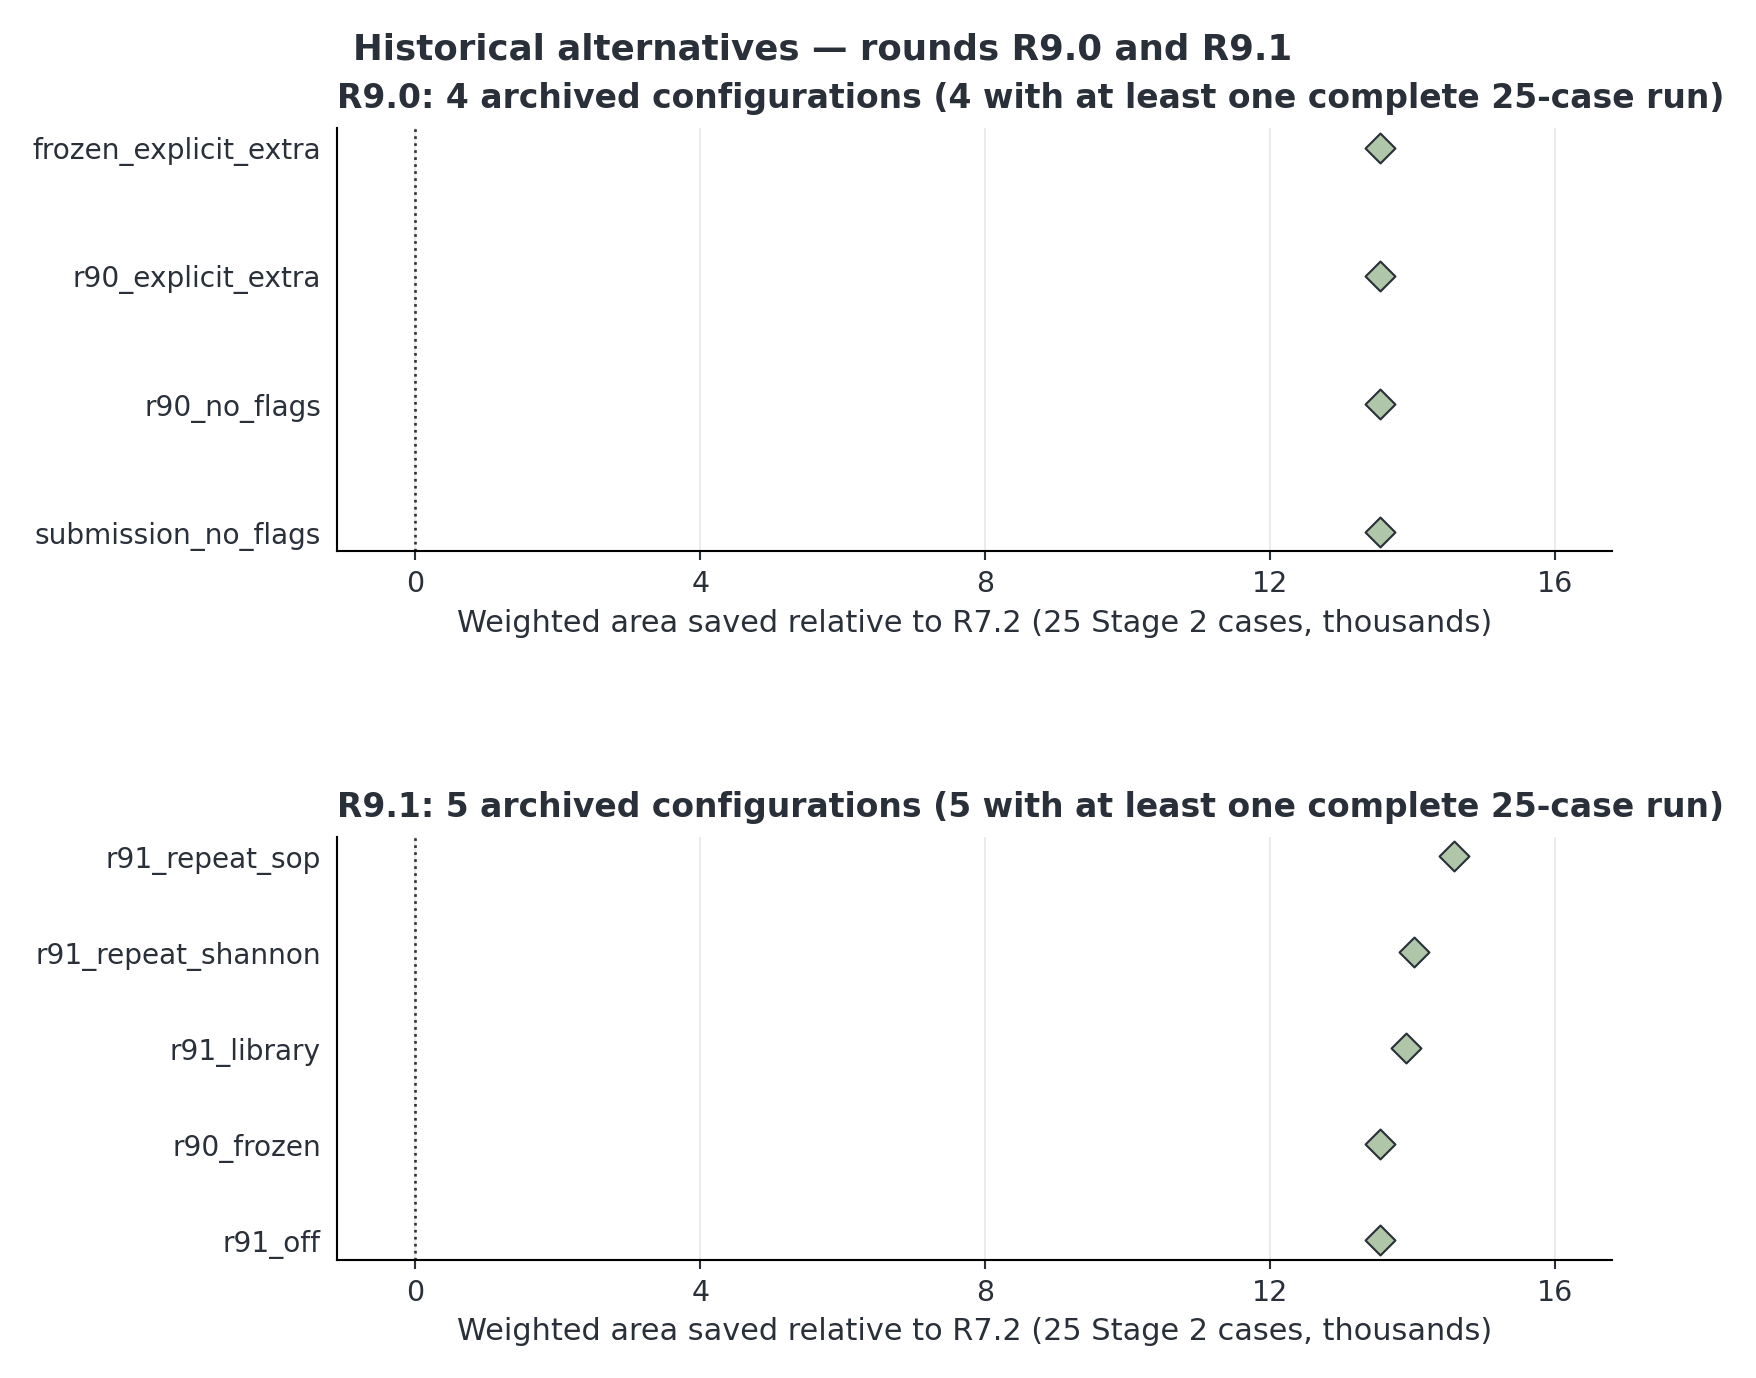 Historical alternatives — rounds R9.0 and R9.1
R9.0: 4 archived configurations (4 with at least one complete 25-case run)
frozen_explicit_extra
r90_explicit_extra
r90_no_flags
submission_no_flags
0 4 8 12 16
Weighted area saved relative to R7.2 (25 Stage 2 cases, thousands)
R9.1: 5 archived configurations (5 with at least one complete 25-case run)
r91_repeat_sop
r91_repeat_shannon
r91_library
r90_frozen
r91_off
0 4 8 12 16
Weighted area saved relative to R7.2 (25 Stage 2 cases, thousands)